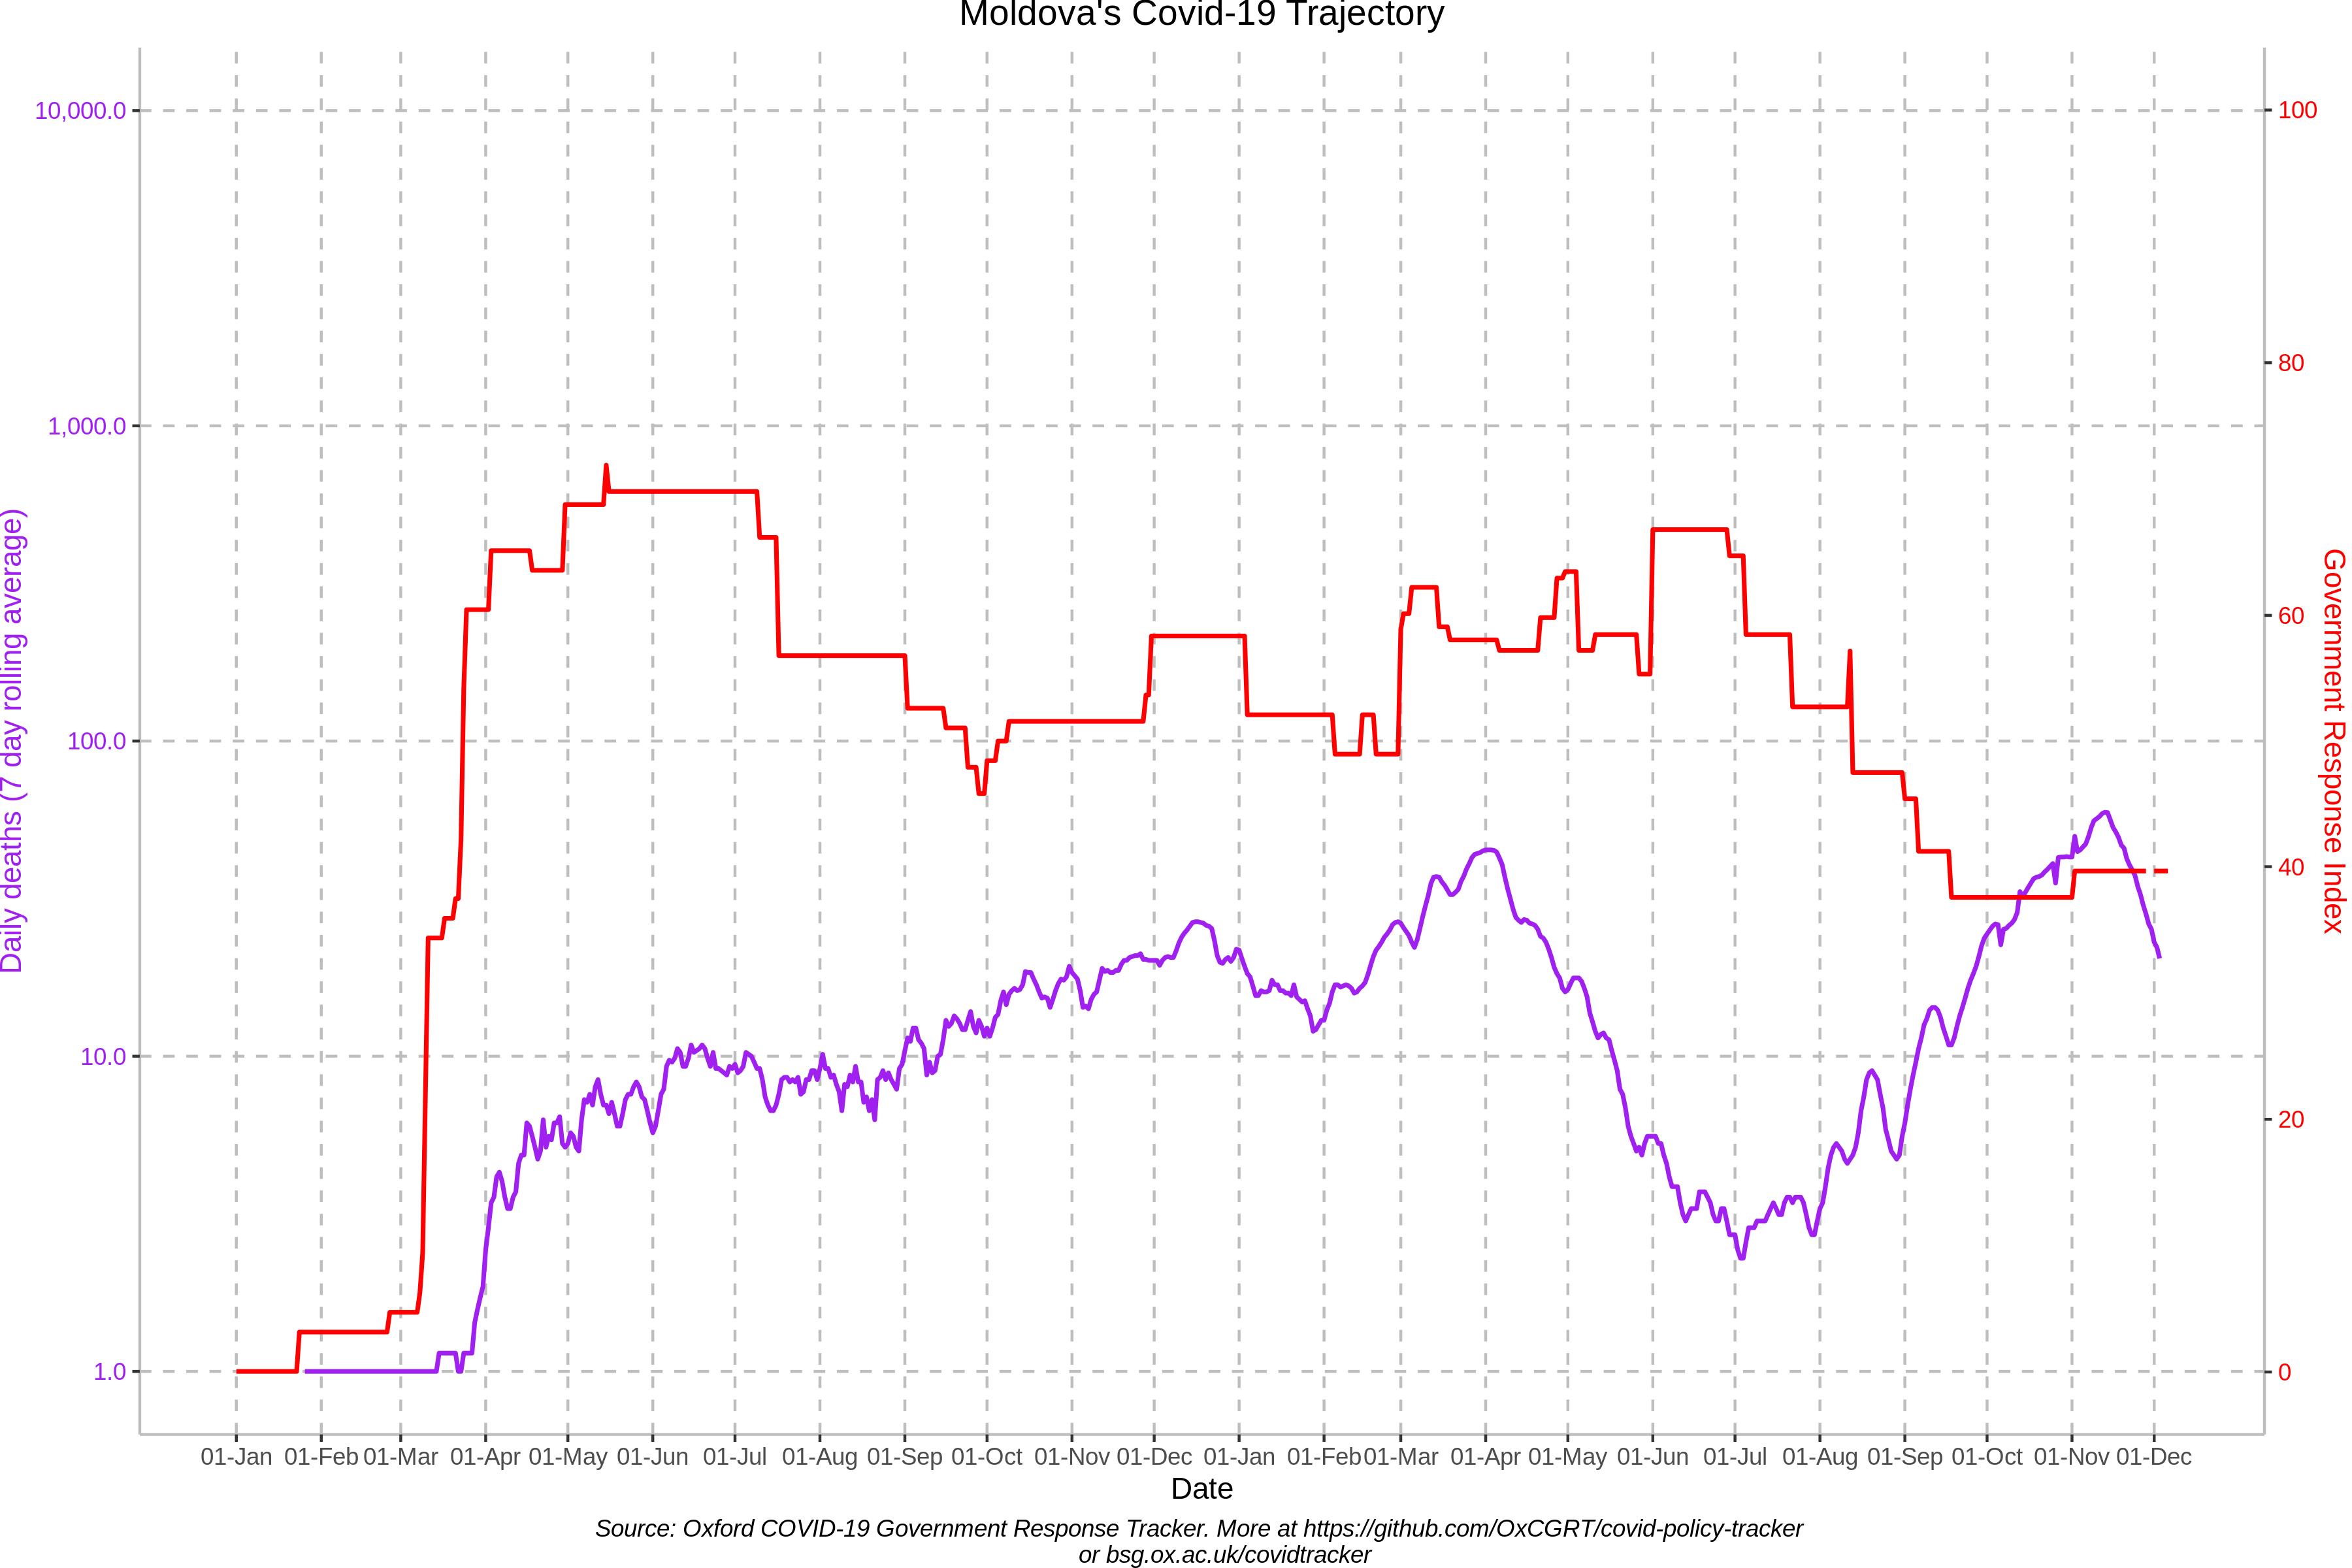 Moldova's Covid-19 Trajectory
10,000.0
1,000.0
100.0
10.0
1.0
Daily deaths (7 day rolling average)
100
80
60
40
20
0
Government Response Index
01-Jan 01-Feb 01-Mar 01-Apr 01-May 01-Jun 01-Jul 01-Aug 01-Sep 01-Oct 01-Nov 01-Dec 01-Jan 01-Feb 01-Mar 01-Apr 01-May 01-Jun 01-Jul 01-Aug 01-Sep 01-Oct 01-Nov 01-Dec
Date
Source: Oxford COVID-19 Government Response Tracker. More at https://github.com/OxCGRT/covid-policy-tracker
or bsg.ox.ac.uk/covidtracker